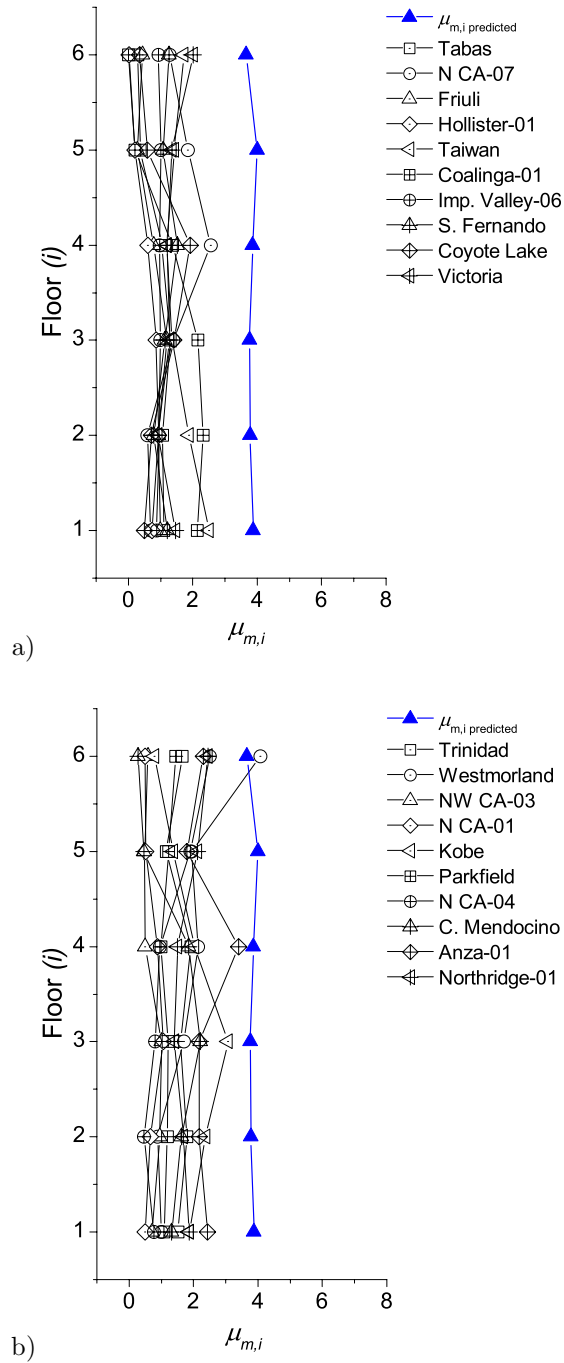 μm,i predicted
Tabas
N CA-07
Friuli
Hollister-01
Taiwan
Coalinga-01
Imp. Valley-06
S. Fernando
Coyote Lake
Victoria
6
5
4
3
2
1
Floor (i)
0 2 4 6 8
μm,i
a)
μm,i predicted
Trinidad
Westmorland
NW CA-03
N CA-01
Kobe
Parkfield
N CA-04
C. Mendocino
Anza-01
Northridge-01
6
5
4
3
2
1
Floor (i)
0 2 4 6 8
μm,i
b)